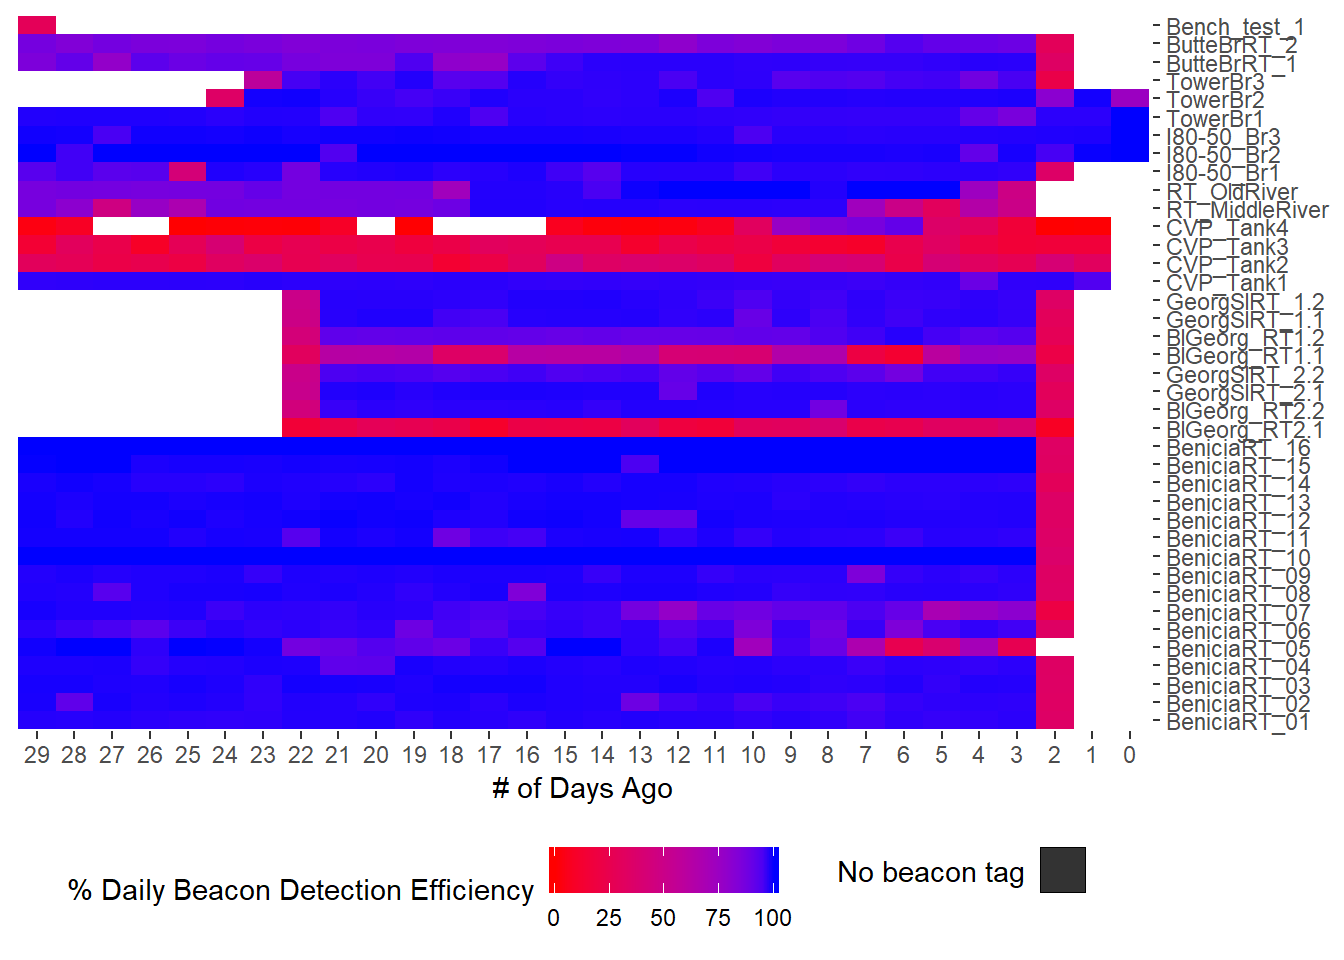 Bench_test_1
ButteBrRT_2
ButteBrRT_1
TowerBr3
TowerBr2
TowerBr1
I80-50_Br3
I80-50_Br2
I80-50_Br1
RT_OldRiver
RT_MiddleRiver
CVP_Tank4
CVP_Tank3
CVP_Tank2
CVP_Tank1
GeorgSlRT_1.2
GeorgSlRT_1.1
BlGeorg_RT1.2
BlGeorg_RT1.1
GeorgSlRT_2.2
GeorgSlRT_2.1
BlGeorg_RT2.2
BlGeorg_RT2.1
BeniciaRT_16
BeniciaRT_15
BeniciaRT_14
BeniciaRT_13
BeniciaRT_12
BeniciaRT_11
BeniciaRT_10
BeniciaRT_09
BeniciaRT_08
BeniciaRT_07
BeniciaRT_06
BeniciaRT_05
BeniciaRT_04
BeniciaRT_03
BeniciaRT_02
BeniciaRT_01
29 28 27 26 25 24 23 22 21 20 19 18 17 16 15 14 13 12 11 10 9 8 7 6 5 4 3 2 1 0
# of Days Ago
% Daily Beacon Detection Efficiency
0 25 50 75 100
No beacon tag